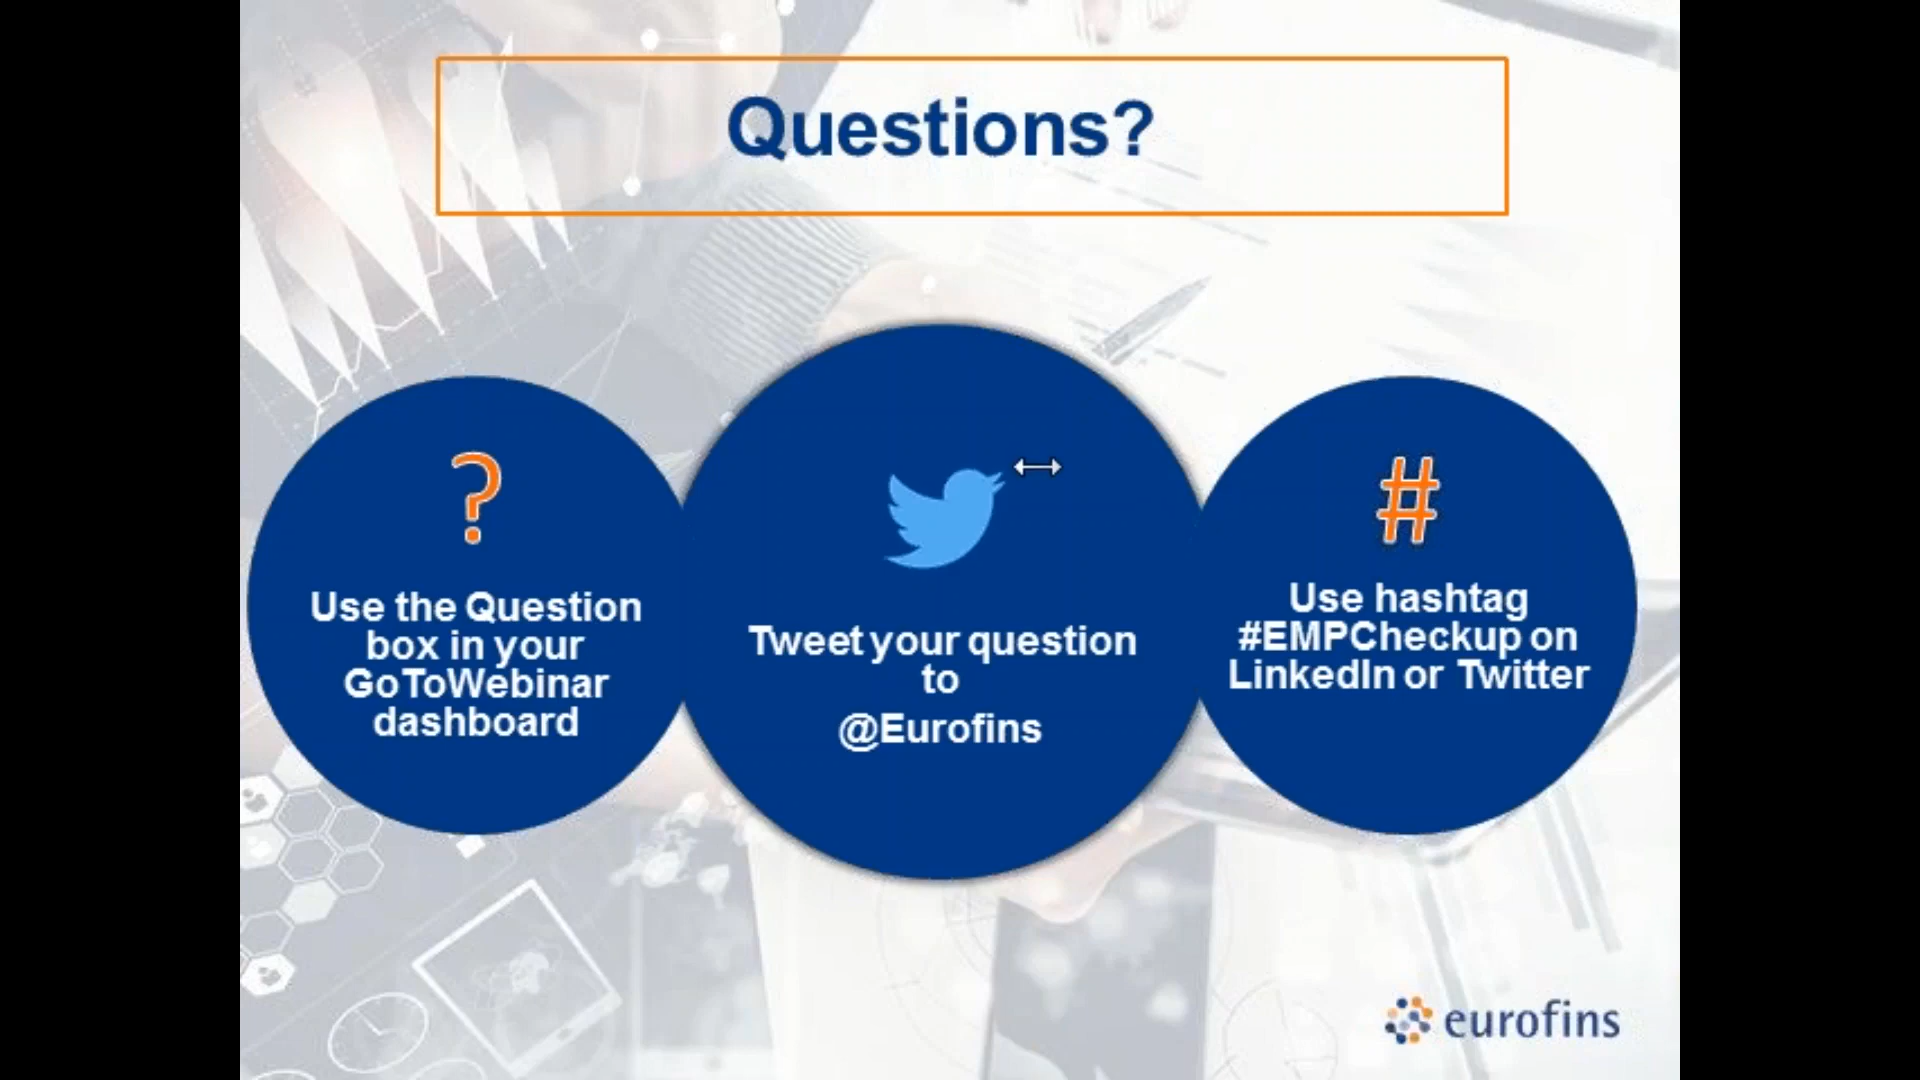 Questions?
?
Use the Question
box in your
GoToWebinar
dashboard
Tweet your question
to
@Eurofins
#
Use hashtag
#EMPCheckup on
LinkedIn or Twitter
eurofins